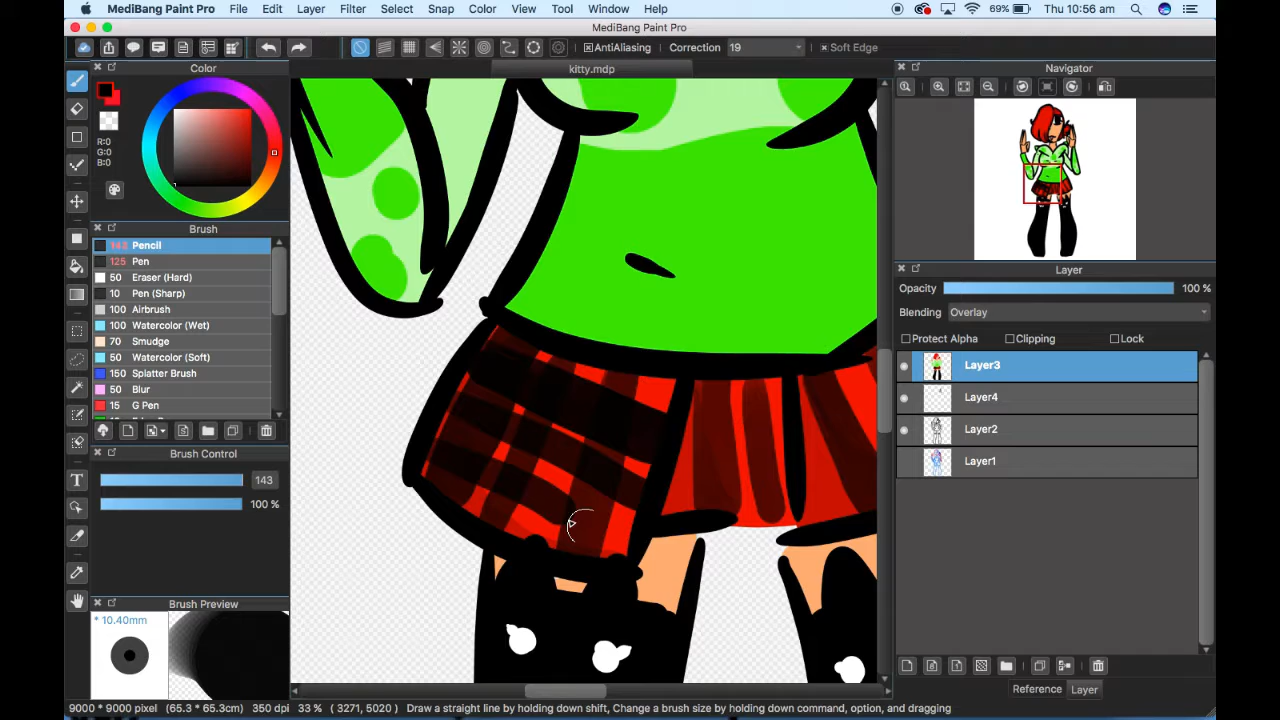 MediBang Paint Pro File Edit Layer Filter Select Snap Color View Tool Window Help 69% Thu 10:56 am
MediBang Paint Pro
AntiAliasing Correction 19 Soft Edge
Color
kitty.mdp
Navigator
R:0
G:0
B:0
Brush
143 Pencil
125 Pen
50 Eraser (Hard)
10 Pen (Sharp)
100 Airbrush
100 Watercolor (Wet)
70 Smudge
50 Watercolor (Soft)
150 Splatter Brush
50 Blur
15 G Pen
Layer
Opacity 100 %
Blending Overlay
Protect Alpha Clipping Lock
Layer3
Layer4
Layer2
Layer1
Brush Control
143
100 %
T
Brush Preview
* 10.40mm
Reference Layer
9000 * 9000 pixel (65.3 * 65.3cm) 350 dpi 33 % ( 3271, 5020 ) Draw a straight line by holding down shift, Change a brush size by holding down command, option, and dragging